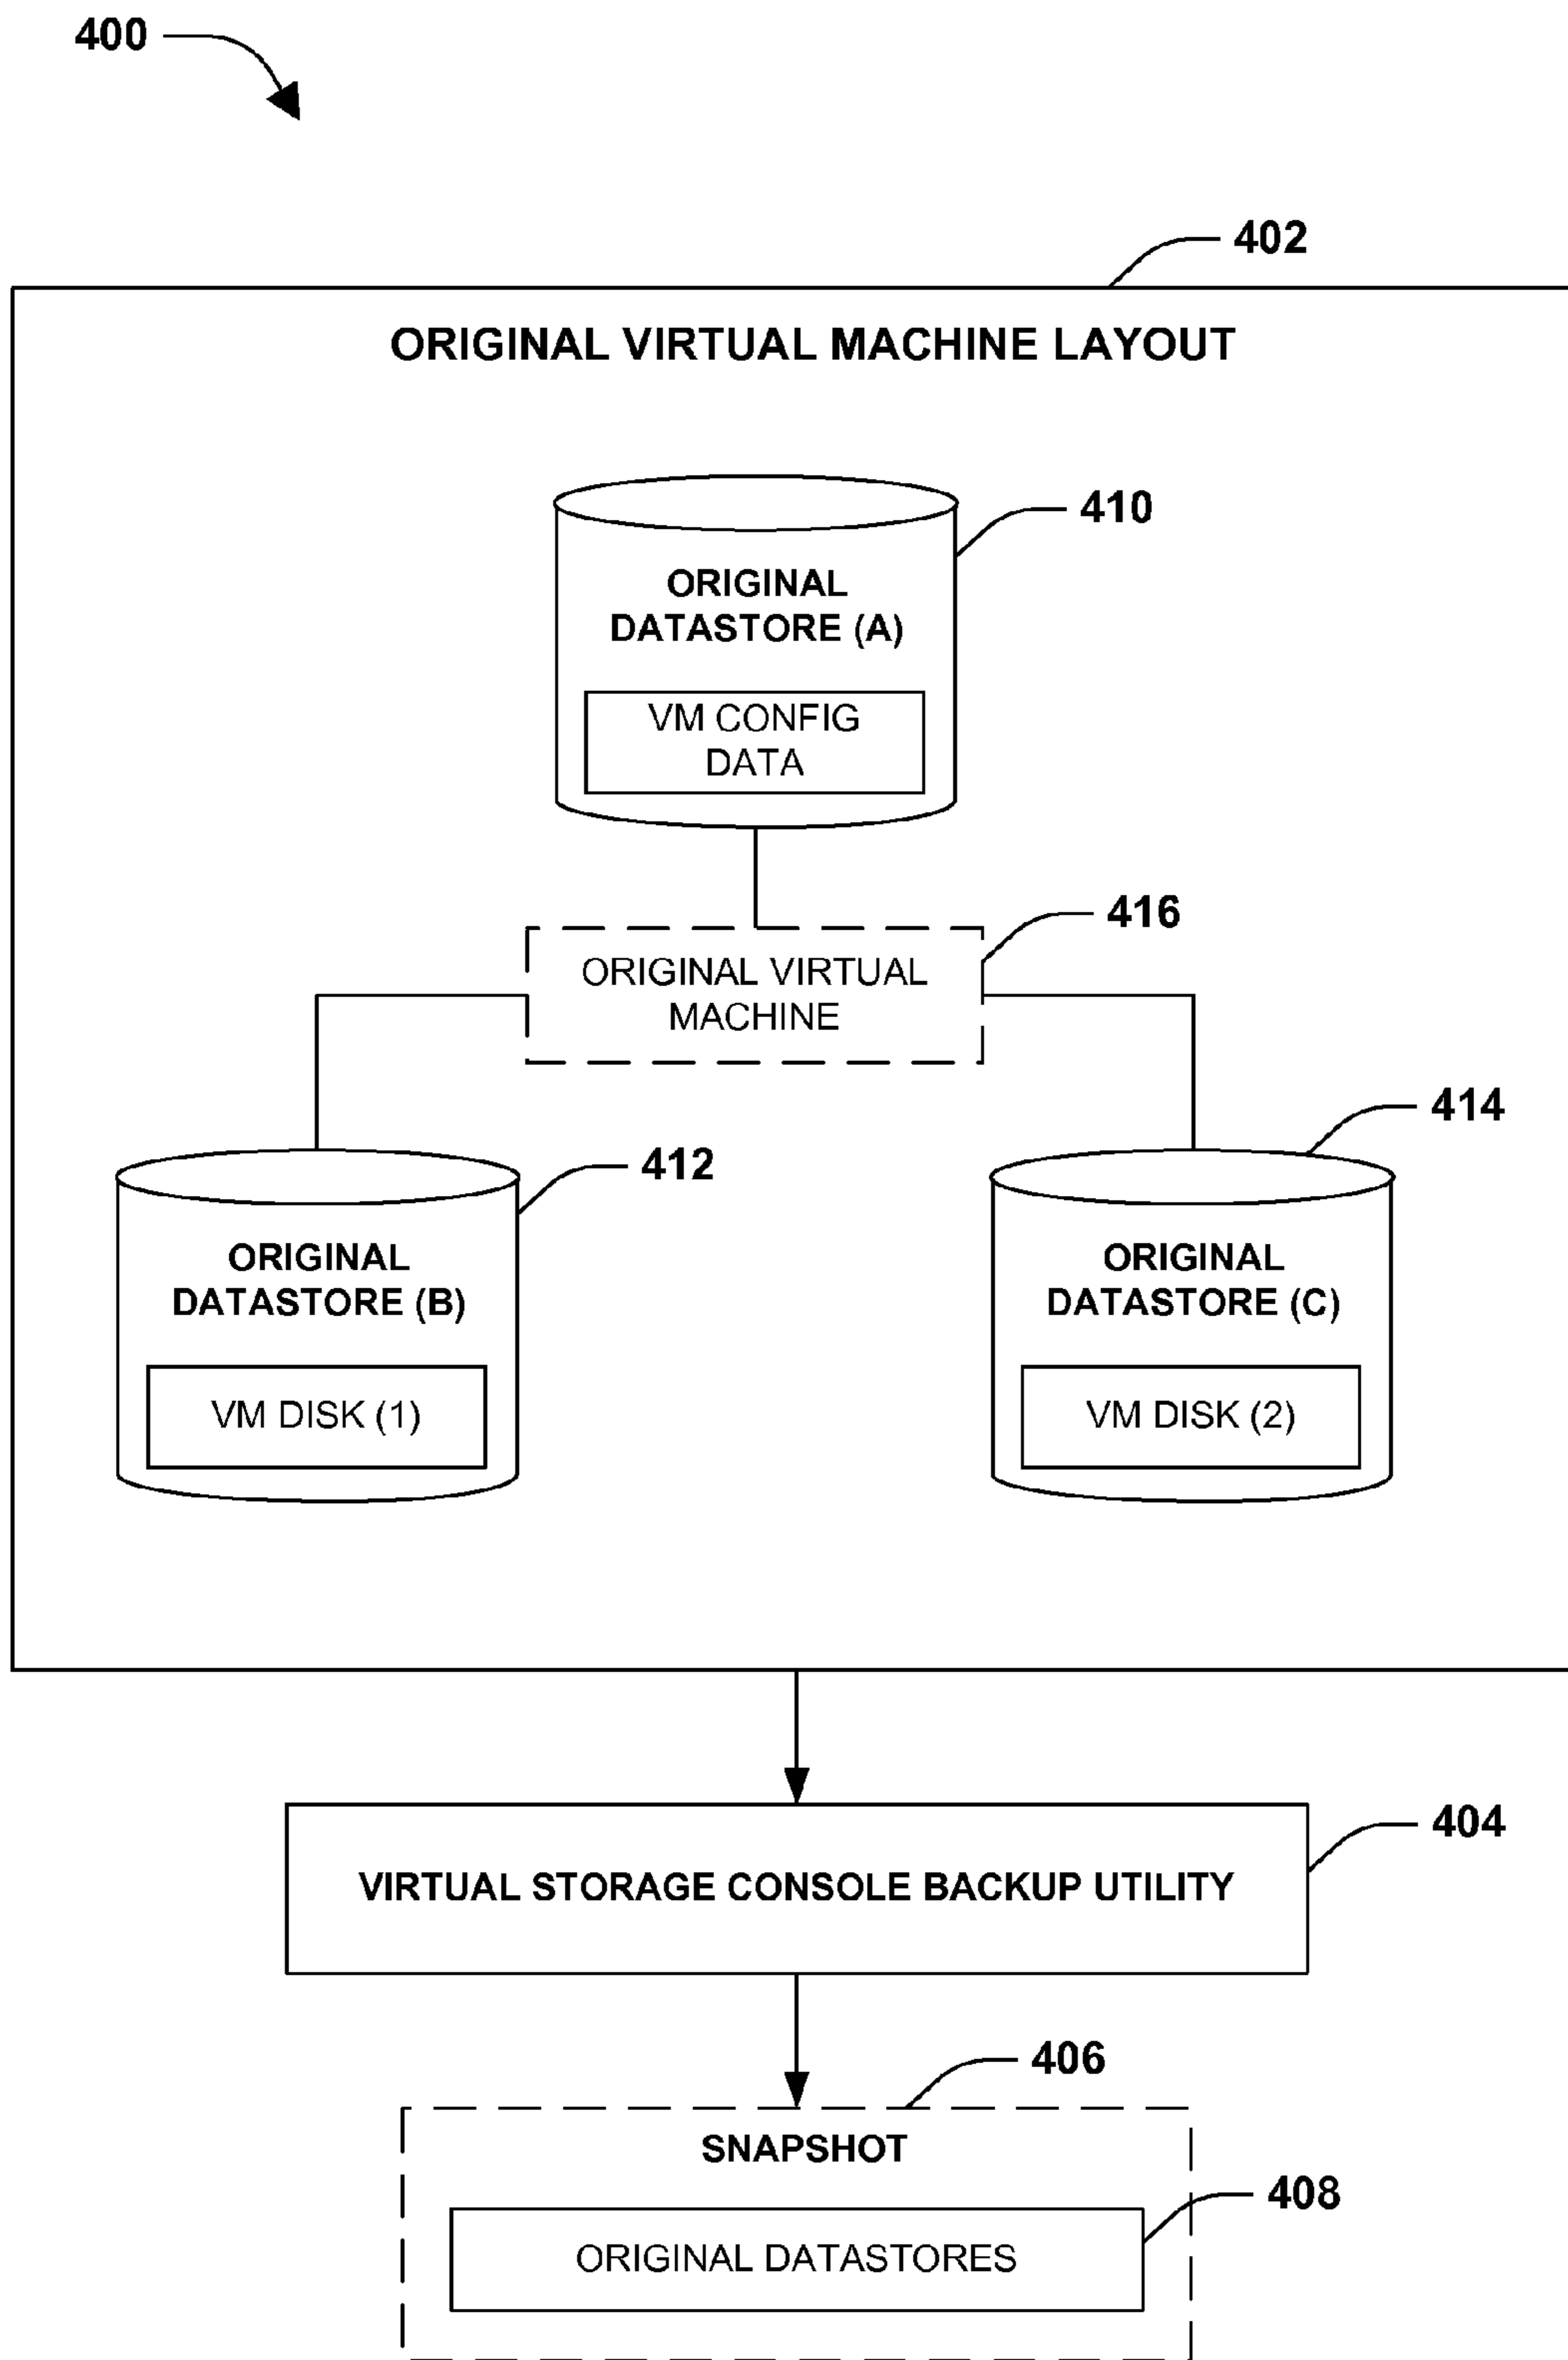 400
402
ORIGINAL VIRTUAL MACHINE LAYOUT
410
ORIGINAL
DATASTORE (A)
VM CONFIG
DATA
416
ORIGINAL VIRTUAL
MACHINE
414
412
ORIGINAL
DATASTORE (B)
VM DISK (1)
ORIGINAL
DATASTORE (C)
VM DISK (2)
404
VIRTUAL STORAGE CONSOLE BACKUP UTILITY
406
SNAPSHOT
408
ORIGINAL DATASTORES